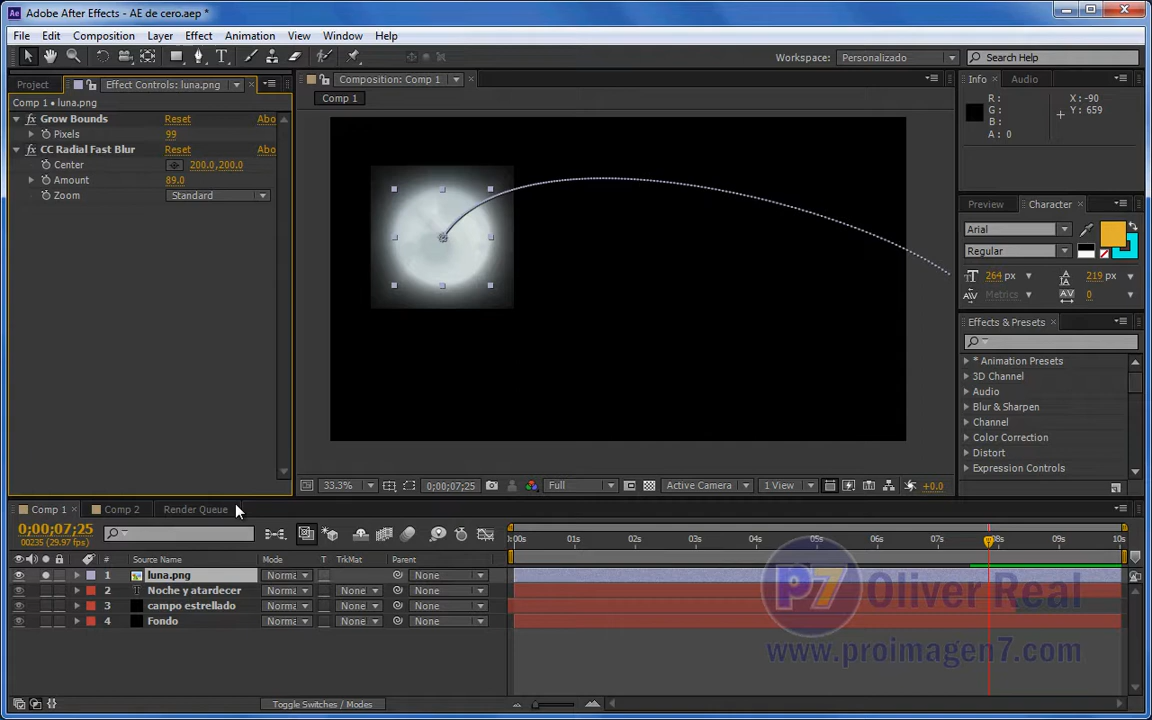 Adobe After Effects - AE de cero.aep *
File Edit Composition Layer Effect Animation View Window Help
Workspace: Personalizado Search Help
Project Effect Controls: luna.png Composition: Comp 1 Info Audio
Comp 1 • luna.png Comp 1
Grow Bounds Reset Abo
Pixels 99
CC Radial Fast Blur Reset Abo
Center 200.0,200.0
Amount 89.0
Zoom Standard
R: X: -90
G: Y: 659
B:
A: 0
Preview Character
Arial
Regular
264 px 219 px
Metrics 0
Effects & Presets
* Animation Presets
3D Channel
Audio
Blur & Sharpen
Channel
Color Correction
Distort
Expression Controls
33.3% 0;00;07;25 Full Active Camera 1 View +0.0
Comp 1 Comp 2 Render Queue
0;00;07;25
00235 (29.97 fps)
:00s 01s 02s 03s 04s 05s 06s 07s 08s 09s 10s
# Source Name Mode T TrkMat Parent
1 luna.png Norma None
2 Noche y atardecer Norma None None
3 campo estrellado Norma None None
4 Fondo Norma None None
P7 Oliver Real
www.proimagen7.com
Toggle Switches / Modes